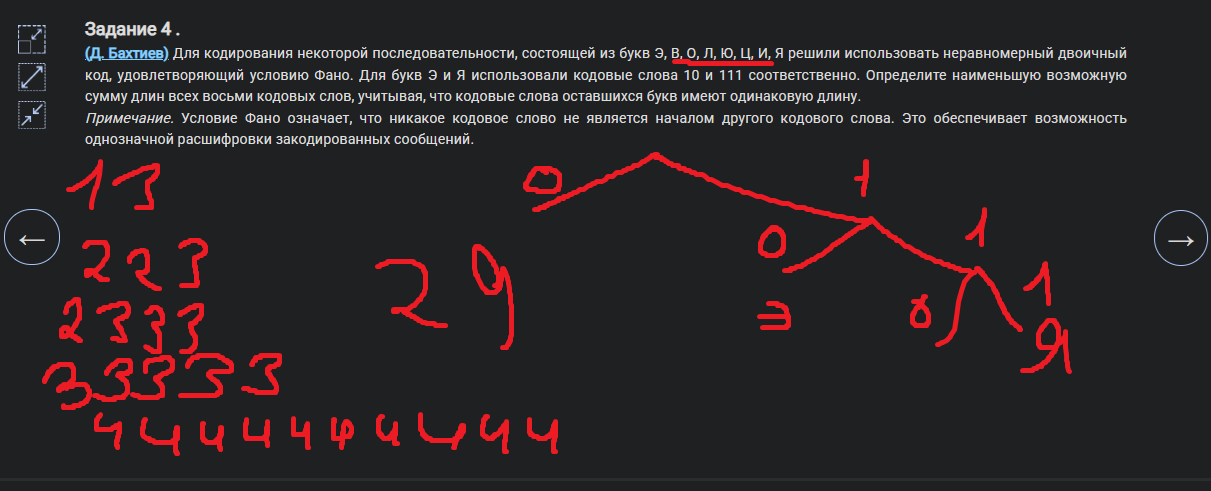 Задание 4 .
(Д. Бахтиев) Для кодирования некоторой последовательности, состоящей из букв Э, В, О, Л, Ю, Ц, И, Я решили использовать неравномерный двоичный
код, удовлетворяющий условию Фано. Для букв Э и Я использовали кодовые слова 10 и 111 соответственно. Определите наименьшую возможную
сумму длин всех восьми кодовых слов, учитывая, что кодовые слова оставшихся букв имеют одинаковую длину.
Примечание. Условие Фано означает, что никакое кодовое слово не является началом другого кодового слова. Это обеспечивает возможность
однозначной расшифровки закодированных сообщений.
13
0 1
223
29
0 1
Э
2333
0 1
Я
33333
4444444444